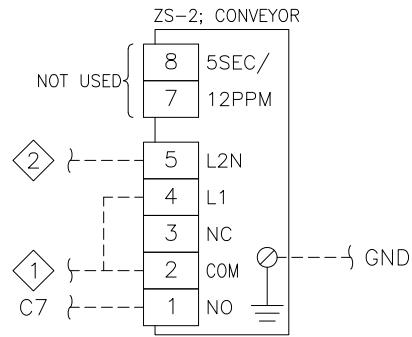 ZS-2; CONVEYOR
8 5SEC/
NOT USED
7 12PPM
2 5 L2N
4 L1
3 NC
1 2 COM
GND
C7 1 NO